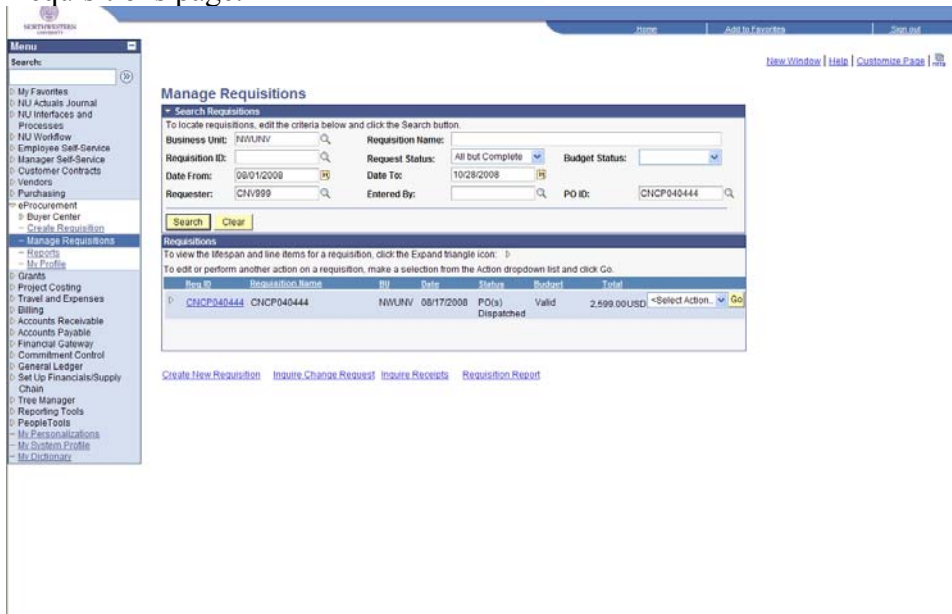 Requisitions page.
NORTHWESTERN
UNIVERSITY
Home Add to Favorites Sign out
Menu
Search:
New Window | Help | Customize Page |
My Favorites
NU Actuals Journal
NU Interfaces and
Processes
NU Workflow
Employee Self-Service
Manager Self-Service
Customer Contracts
Vendors
Purchasing
eProcurement
Buyer Center
Create Requisition
Manage Requisitions
Reports
My Profile
Grants
Project Costing
Travel and Expenses
Billing
Accounts Receivable
Accounts Payable
Financial Gateway
Commitment Control
General Ledger
Set Up Financials/Supply
Chain
Tree Manager
Reporting Tools
PeopleTools
My Personalizations
My System Profile
My Dictionary
Manage Requisitions
Search Requisitions
To locate requisitions, edit the criteria below and click the Search button.
Business Unit: NWUNV Requisition Name:
Requisition ID: Request Status: All but Complete Budget Status:
Date From: 08/01/2008 Date To: 10/28/2008
Requester: CNV999 Entered By: PO ID: CNCP040444
Search Clear
Requisitions
To view the lifespan and line items for a requisition, click the Expand triangle icon:
To edit or perform another action on a requisition, make a selection from the Action dropdown list and click Go.
Req ID Requisition Name BU Date Status Budget Total
CNCP040444 CNCP040444 NWUNV 08/17/2008 PO(s) Valid 2,599.00USD <Select Action.. Go
Dispatched
Create New Requisition Inquire Change Request Inquire Receipts Requisition Report